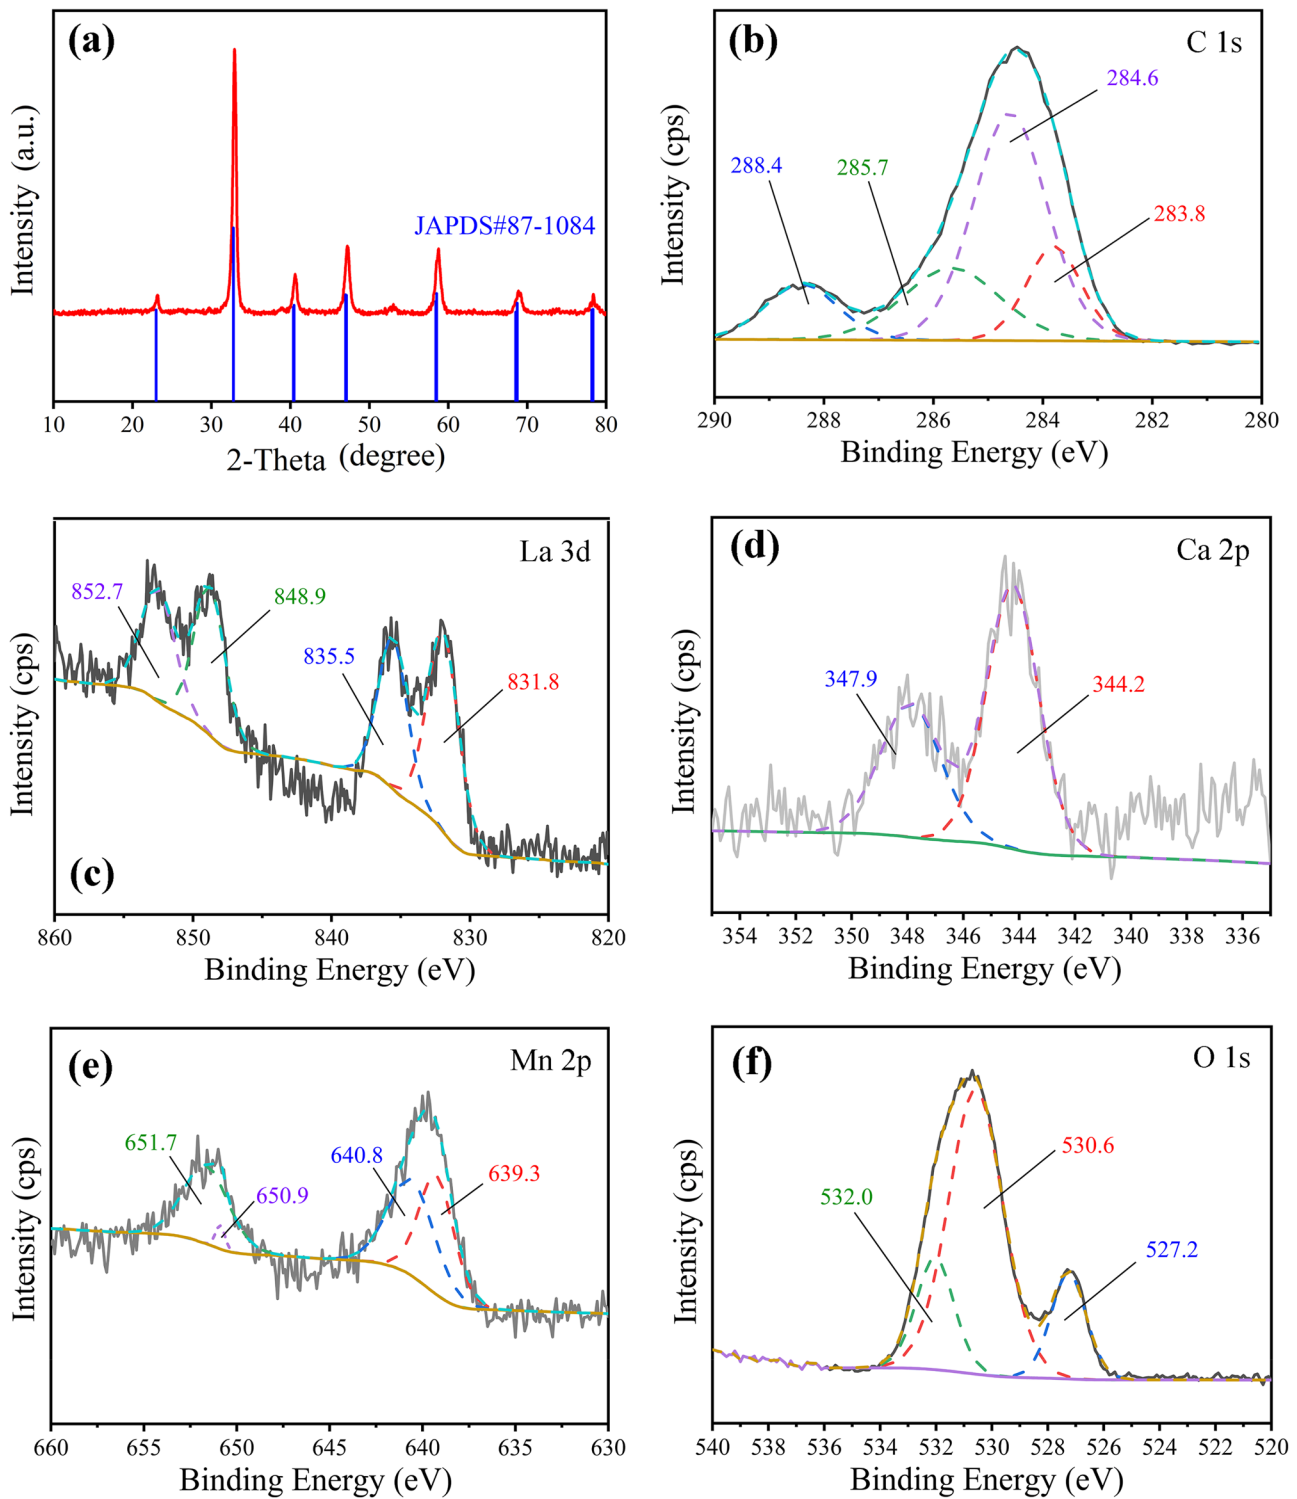 (a)
JAPDS#87-1084
Intensity (a.u.)
10 20 30 40 50 60 70 80
2-Theta (degree)
(b)
C 1s
284.6
288.4
285.7
283.8
Intensity (cps)
290 288 286 284 282 280
Binding Energy (eV)
La 3d
852.7
848.9
835.5
831.8
Intensity (cps)
(c)
860 850 840 830 820
Binding Energy (eV)
(d)
Ca 2p
347.9
344.2
Intensity (cps)
354 352 350 348 346 344 342 340 338 336
Binding Energy (eV)
(e)
Mn 2p
651.7
650.9
640.8
639.3
Intensity (cps)
660 655 650 645 640 635 630
Binding Energy (eV)
(f)
O 1s
530.6
532.0
527.2
Intensity (cps)
540 538 536 534 532 530 528 526 524 522 520
Binding Energy (eV)